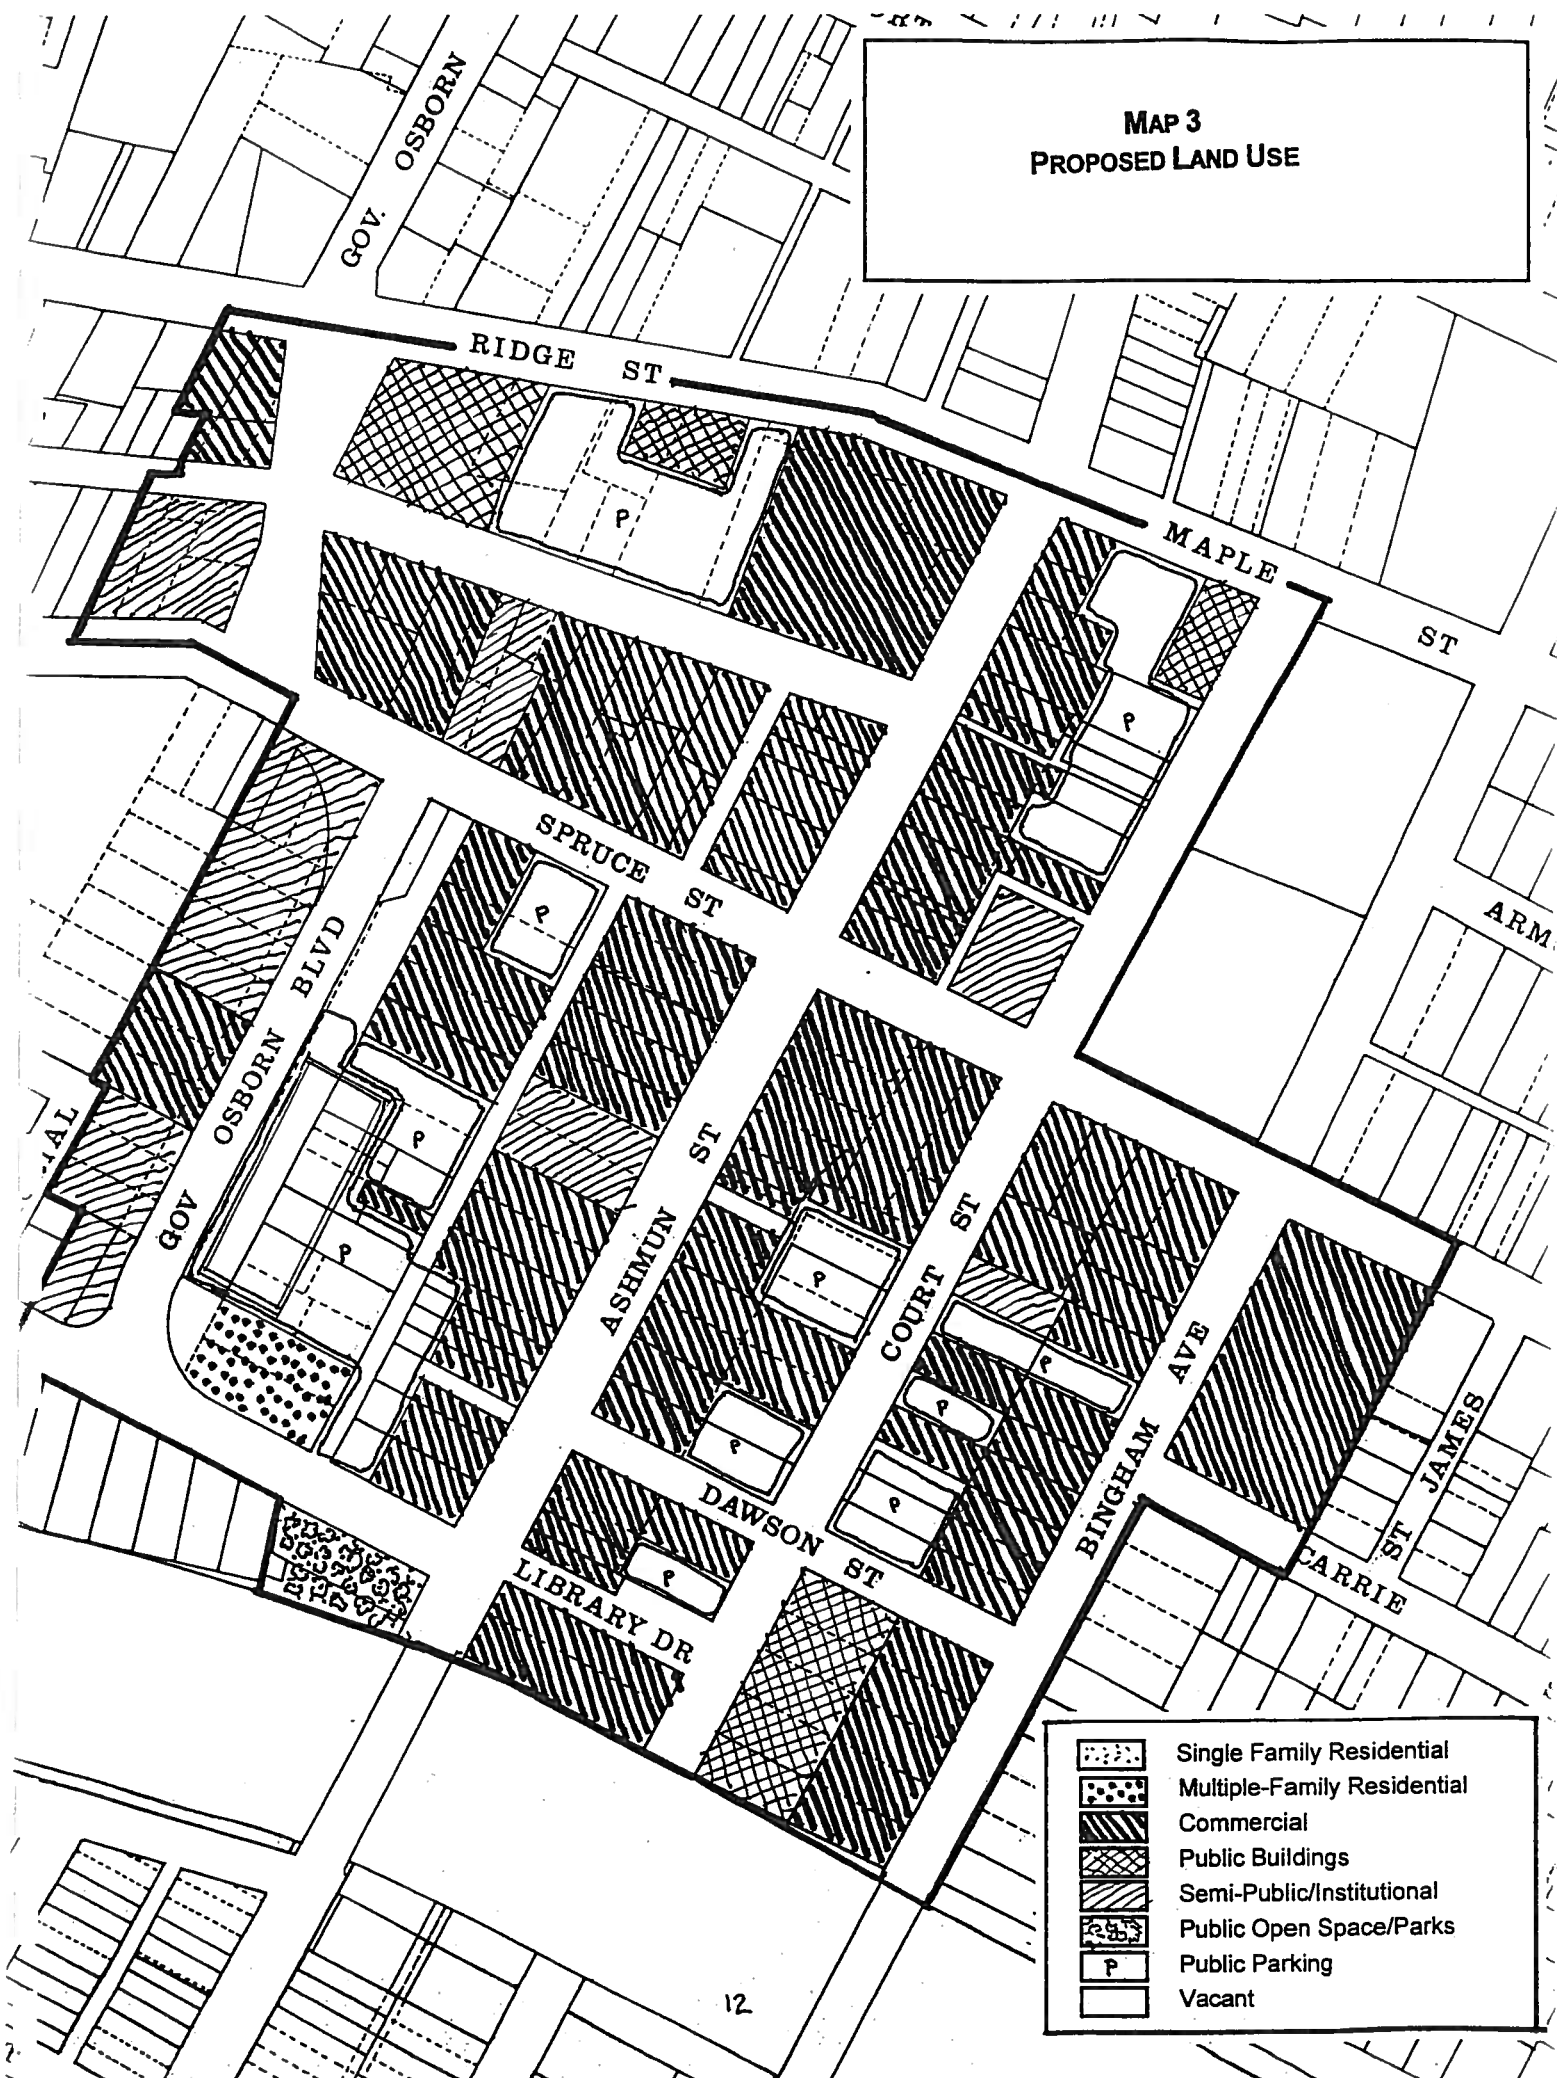 MAP 3
PROPOSED LAND USE
GOV. OSBORN
RIDGE ST
MAPLE ST
P
P
SPRUCE ST
P
ARM
GOV OSBORN BLVD
P
P
ASHMUN ST
P
COURT ST
P
P
P
P
BINGHAM AVE
DAWSON ST
P
LIBRARY DR
ST JAMES
CARRIE
Single Family Residential
Multiple-Family Residential
Commercial
Public Buildings
Semi-Public/Institutional
Public Open Space/Parks
P Public Parking
Vacant
12